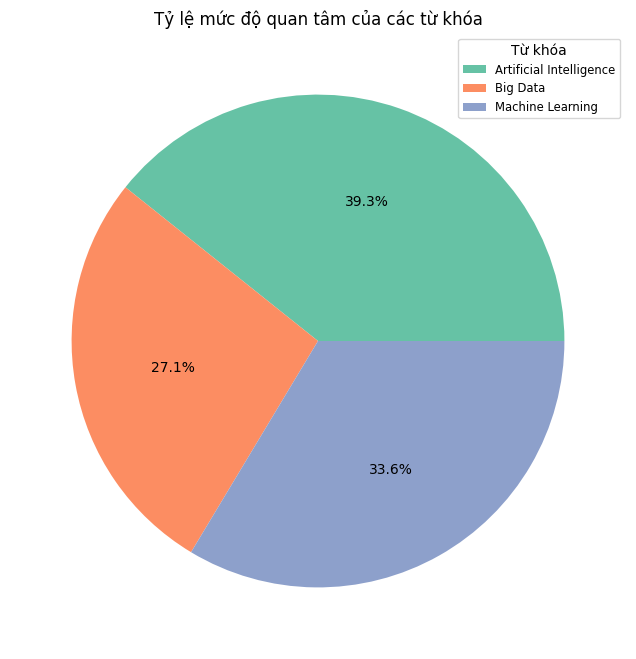 Tỷ lệ mức độ quan tâm của các từ khóa
Từ khóa
Artificial Intelligence
Big Data
Machine Learning
39.3%
27.1%
33.6%